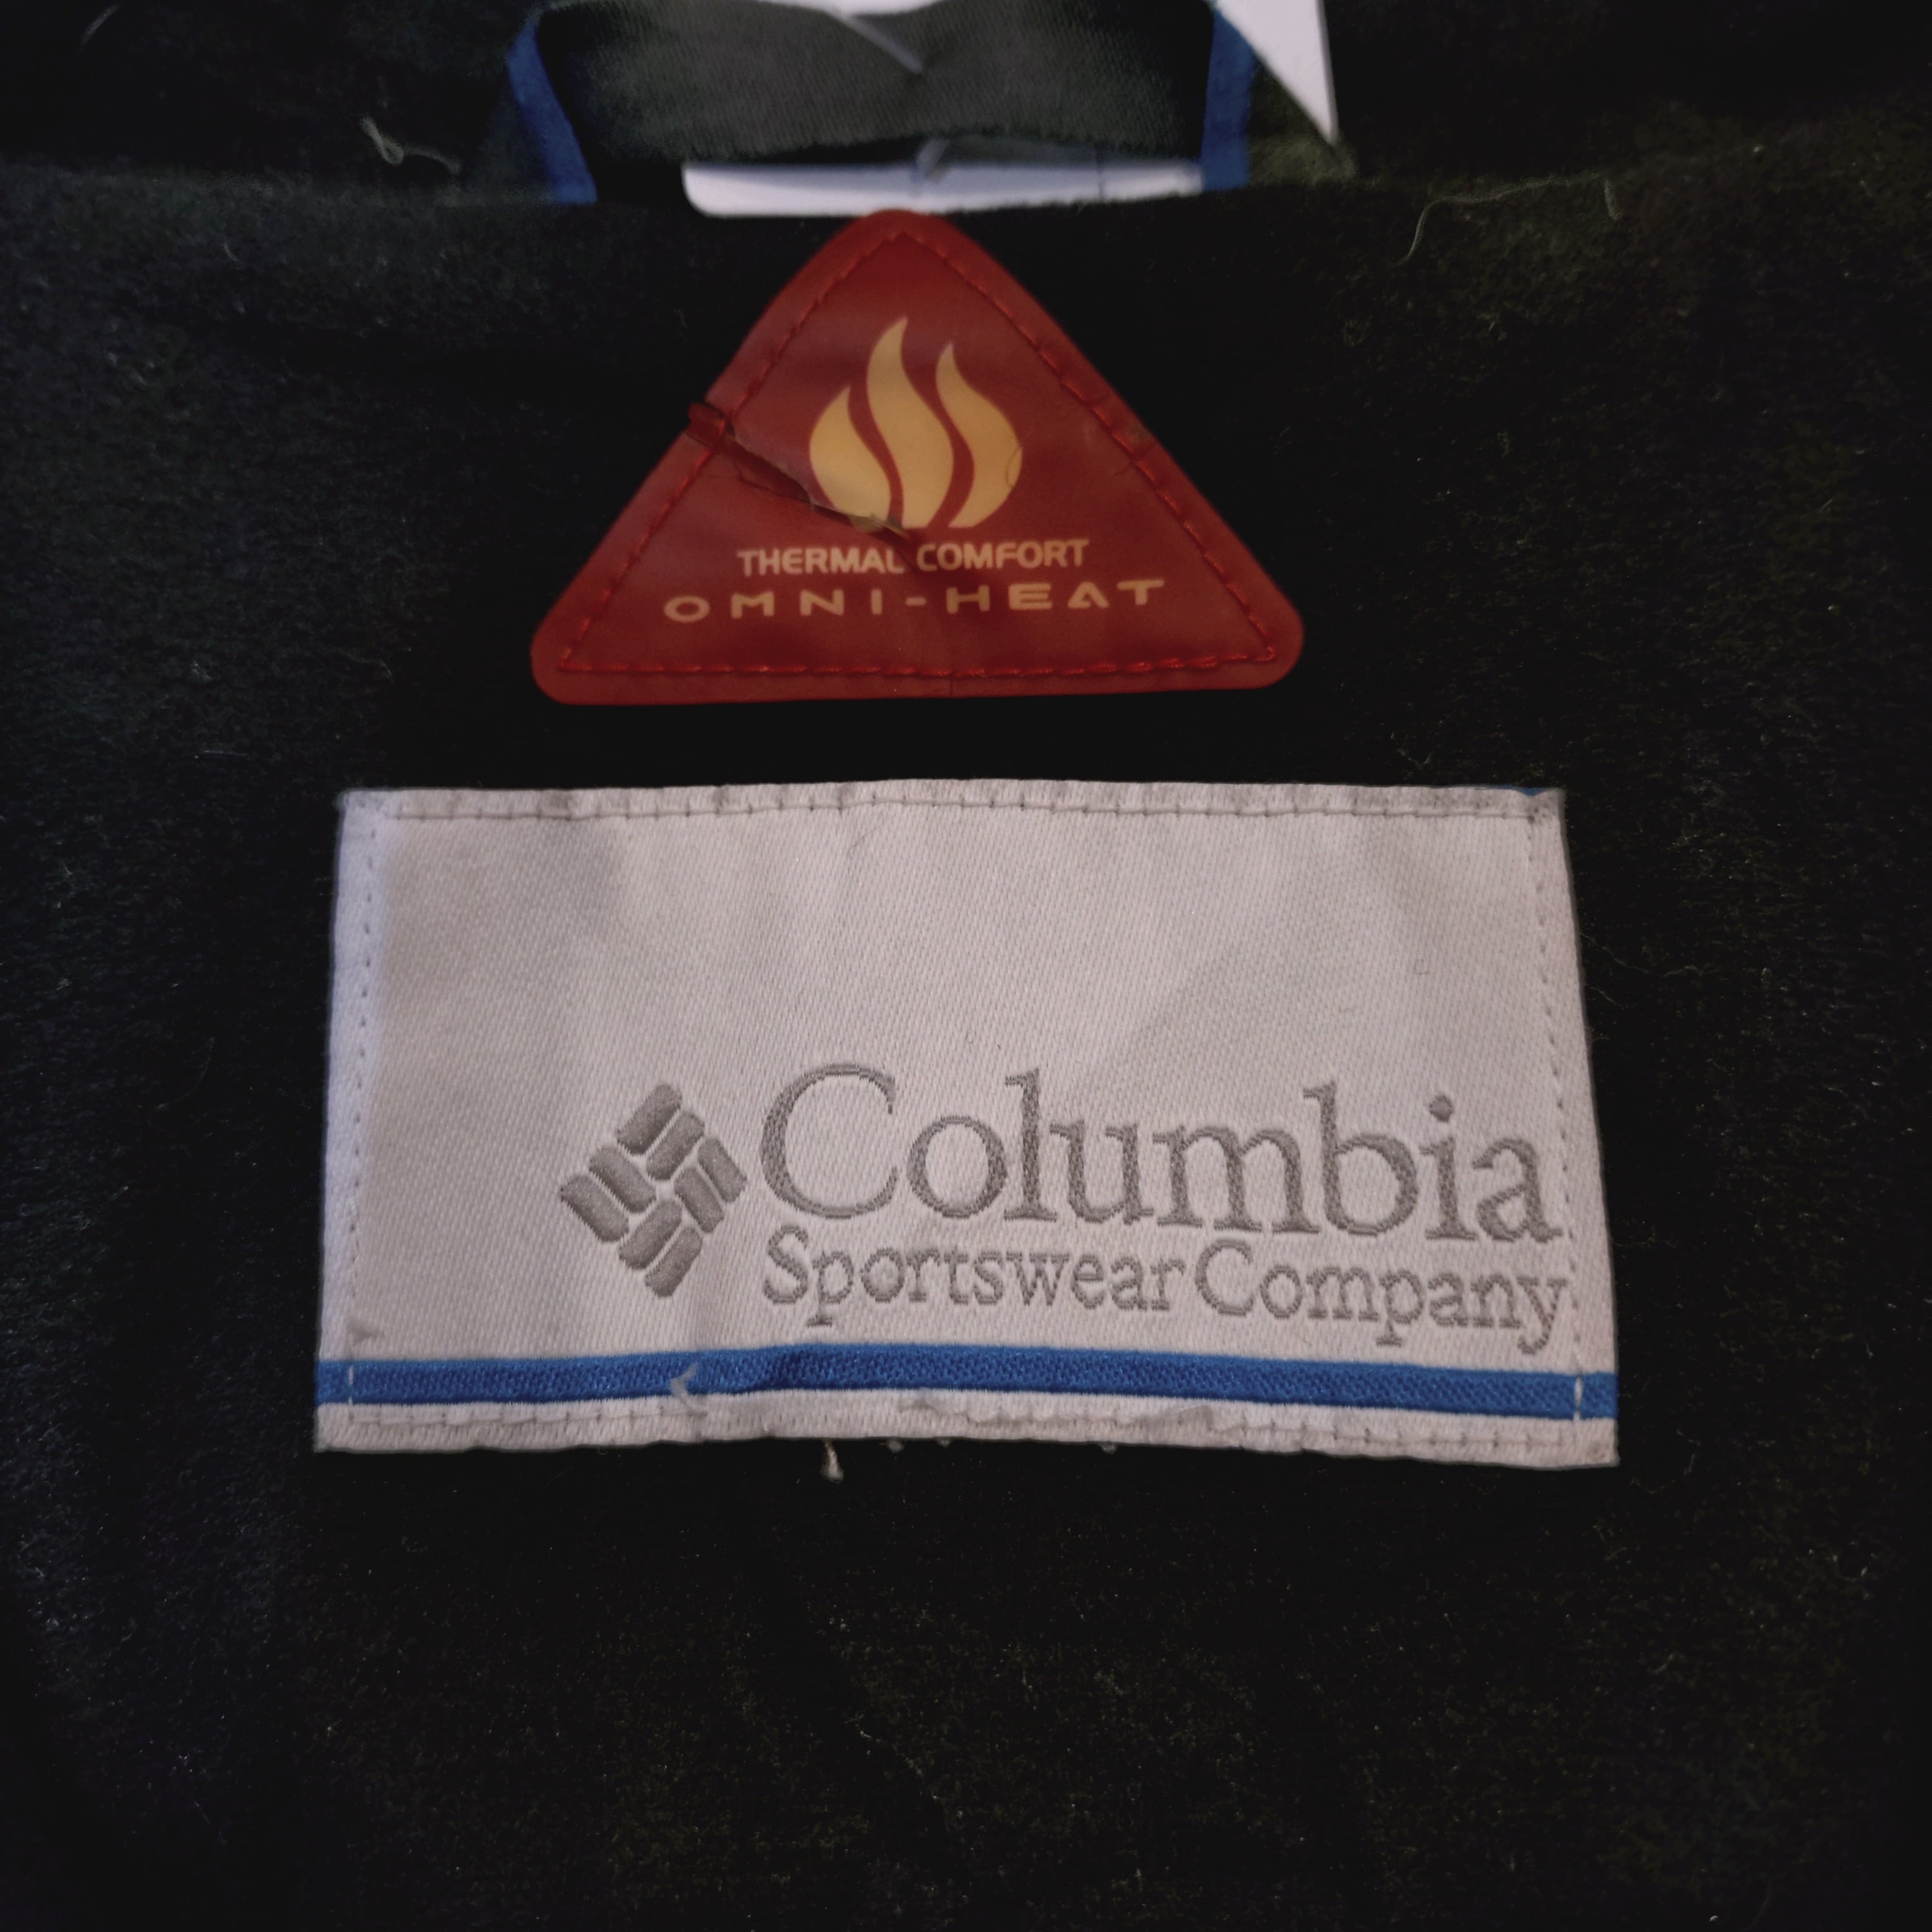 THERMAL COMFORT
OMNI-HEAT
Columbia
Sportswear Company